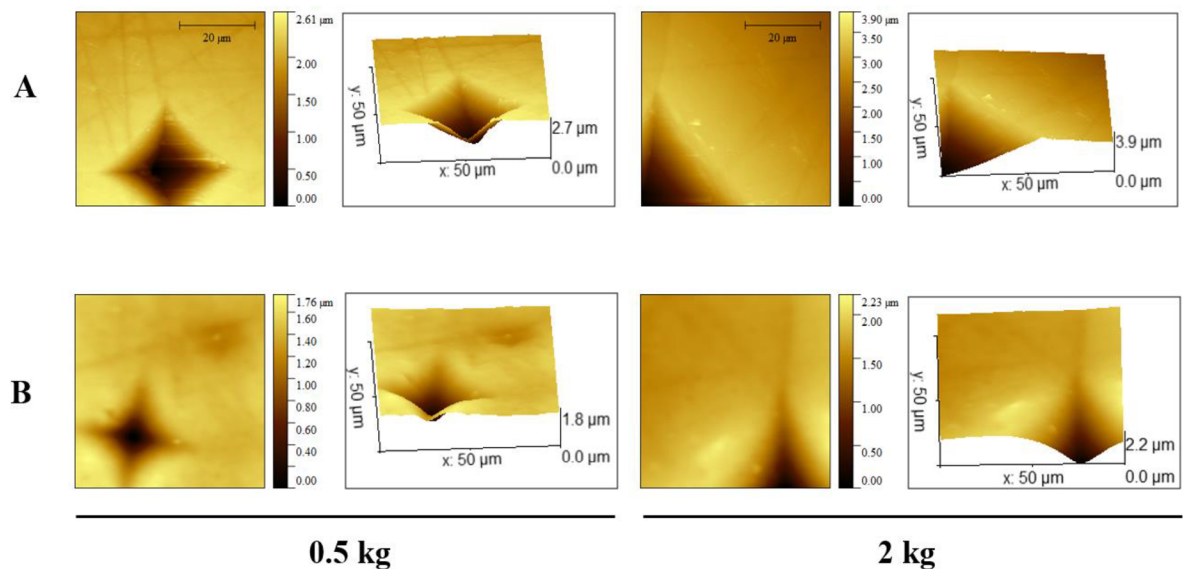 A
20 µm
2.61 µm
2.00
1.50
1.00
0.50
0.00
y: 50 µm
x: 50 µm
2.7 µm
0.0 µm
20 µm
3.90 µm
3.50
3.00
2.50
2.00
1.50
1.00
0.00
y: 50 µm
x: 50 µm
3.9 µm
0.0 µm
B
1.76 µm
1.60
1.40
1.20
1.00
0.80
0.60
0.40
0.00
y: 50 µm
x: 50 µm
1.8 µm
0.0 µm
2.23 µm
2.00
1.50
1.00
0.50
0.00
y: 50 µm
x: 50 µm
2.2 µm
0.0 µm
0.5 kg
2 kg